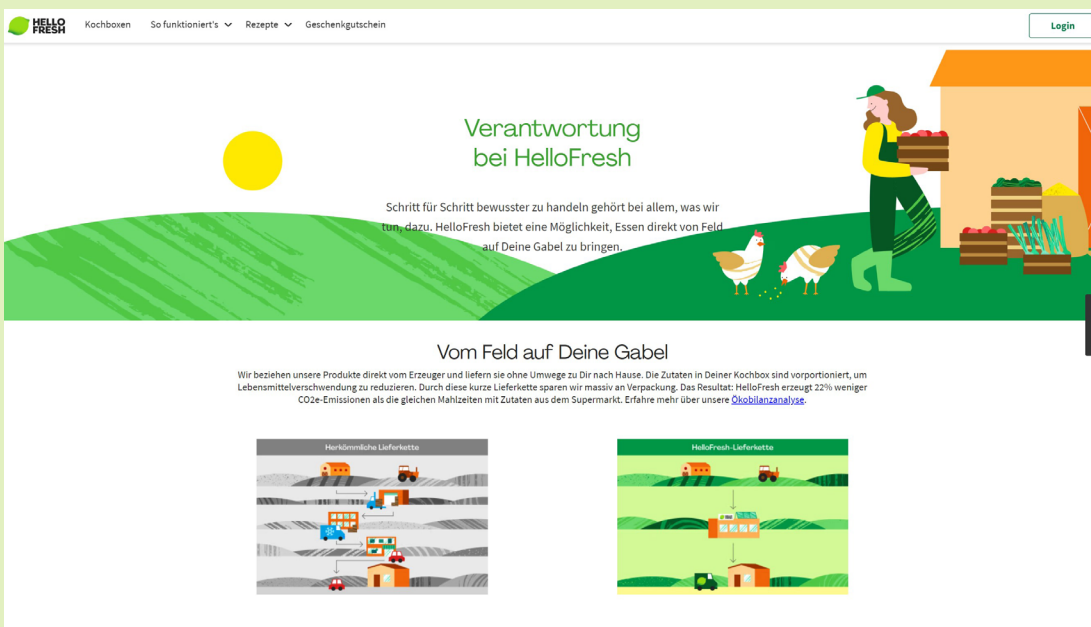 HELLO
FRESH
Kochboxen So funktioniert's Rezepte Geschenkgutschein Login
Verantwortung
bei HelloFresh
Schritt für Schritt bewusster zu handeln gehört bei allem, was wir
tun, dazu. HelloFresh bietet eine Möglichkeit, Essen direkt von Feld
auf Deine Gabel zu bringen.
Vom Feld auf Deine Gabel
Wir beziehen unsere Produkte direkt vom Erzeuger und liefern sie ohne Umwege zu Dir nach Hause. Die Zutaten in Deiner Kochbox sind vorportioniert, um
Lebensmittelverschwendung zu reduzieren. Durch diese kurze Lieferkette sparen wir massiv an Verpackung. Das Resultat: HelloFresh erzeugt 22% weniger
CO2e-Emissionen als die gleichen Mahlzeiten mit Zutaten aus dem Supermarkt. Erfahre mehr über unsere Ökobilanzanalyse.
Herkömmliche Lieferkette
HelloFresh-Lieferkette